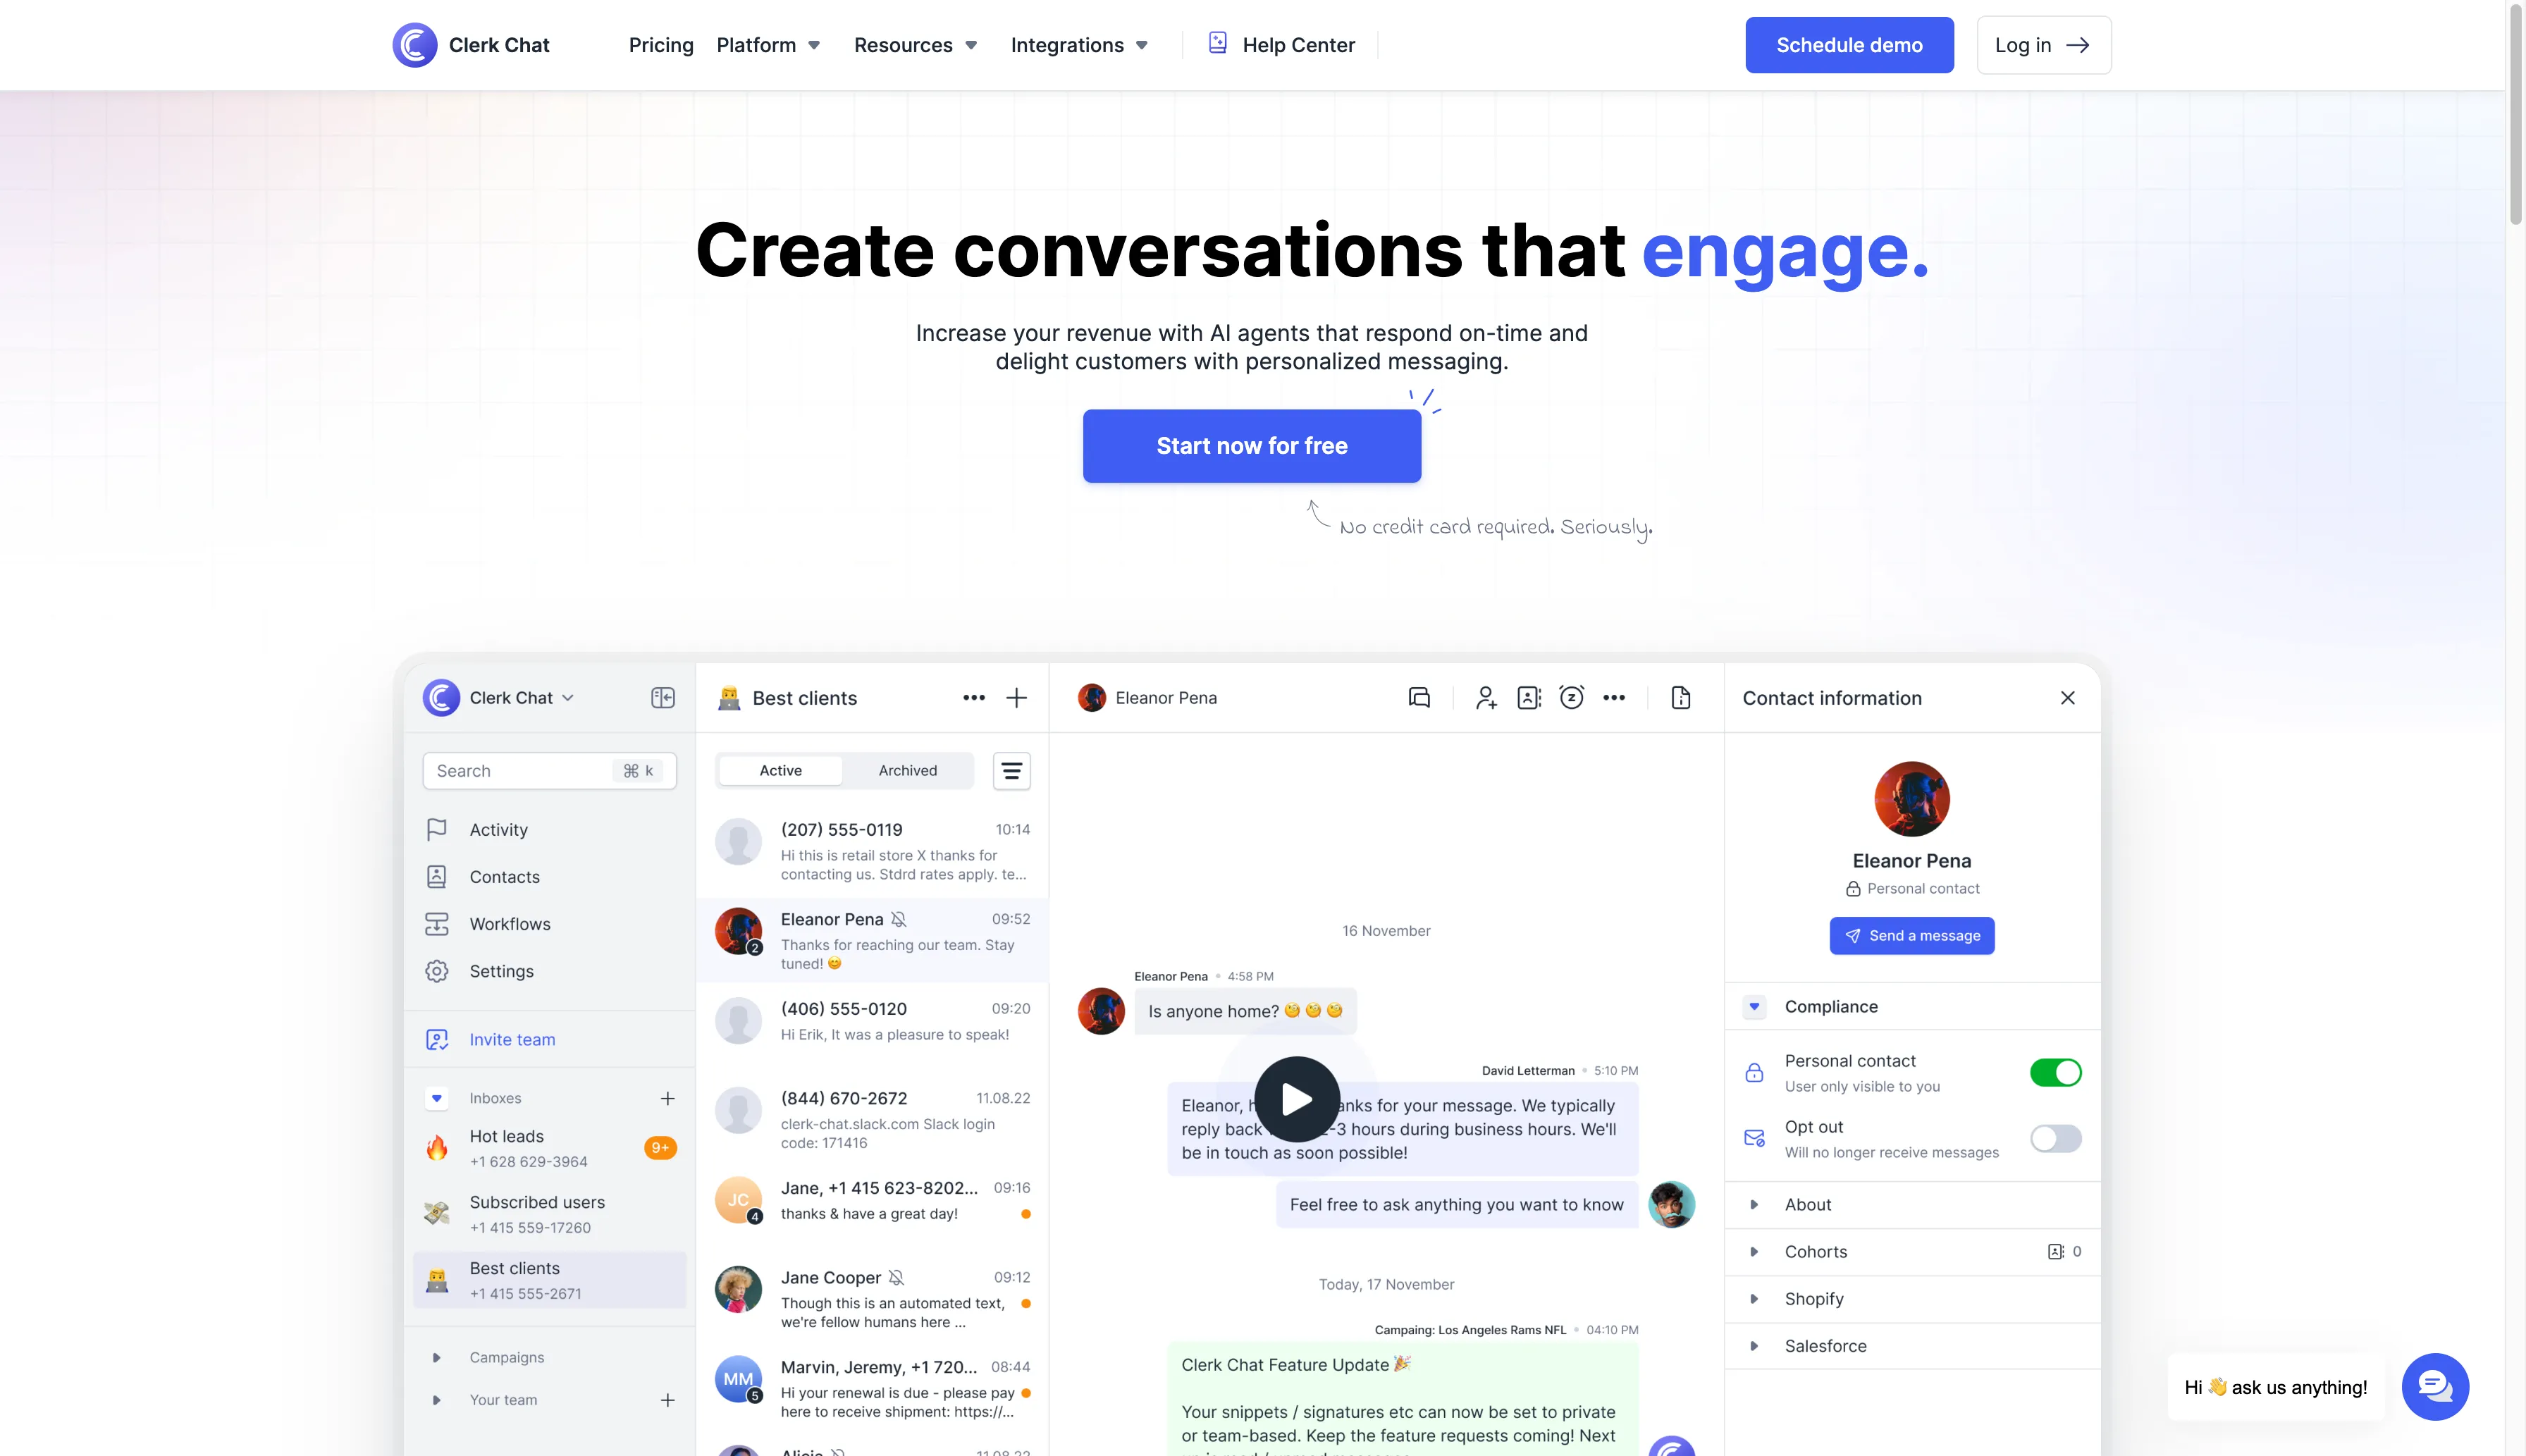 Clerk Chat
Pricing
Platform
Resources
Integrations
Help Center
Schedule demo
Log in
Create conversations that engage.
Increase your revenue with AI agents that respond on-time and
delight customers with personalized messaging.
Start now for free
No credit card required. Seriously.
Clerk Chat
Search
⌘ k
Activity
Contacts
Workflows
Settings
Invite team
Inboxes
Hot leads
+1 628 629-3964
9+
Subscribed users
+1 415 559-17260
Best clients
+1 415 555-2671
Campaigns
Your team
Best clients
Active
Archived
(207) 555-0119
10:14
Hi this is retail store X thanks for
contacting us. Stdrd rates apply. te...
Eleanor Pena
09:52
2
Thanks for reaching our team. Stay
tuned! 😊
(406) 555-0120
09:20
Hi Erik, It was a pleasure to speak!
(844) 670-2672
11.08.22
clerk-chat.slack.com Slack login
code: 171416
JC
4
Jane, +1 415 623-8202...
09:16
thanks & have a great day!
Jane Cooper
09:12
Though this is an automated text,
we're fellow humans here ...
MM
5
Marvin, Jeremy, +1 720...
08:44
Hi your renewal is due - please pay
here to receive shipment: https://...
Eleanor Pena
16 November
Eleanor Pena • 4:58 PM
Is anyone home? 🧐 🧐 🧐
David Letterman • 5:10 PM
Eleanor, for your message. We typically
reply back hours during business hours. We'll
be in touch as soon possible!
Feel free to ask anything you want to know
Today, 17 November
Campaing: Los Angeles Rams NFL • 04:10 PM
Clerk Chat Feature Update 🎉
Your snippets / signatures etc can now be set to private
or team-based. Keep the feature requests coming! Next
Contact information
Eleanor Pena
Personal contact
Send a message
Compliance
Personal contact
User only visible to you
Opt out
Will no longer receive messages
About
Cohorts
0
Shopify
Salesforce
Hi 👋 ask us anything!